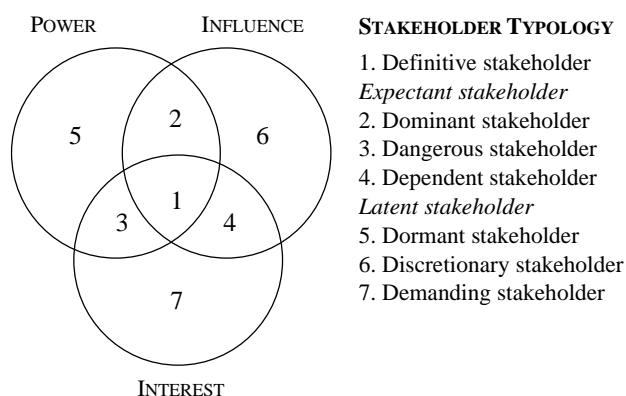 POWER
INFLUENCE
5
2
6
1
3
4
7
INTEREST
STAKEHOLDER TYPOLOGY
1. Definitive stakeholder
Expectant stakeholder
2. Dominant stakeholder
3. Dangerous stakeholder
4. Dependent stakeholder
Latent stakeholder
5. Dormant stakeholder
6. Discretionary stakeholder
7. Demanding stakeholder